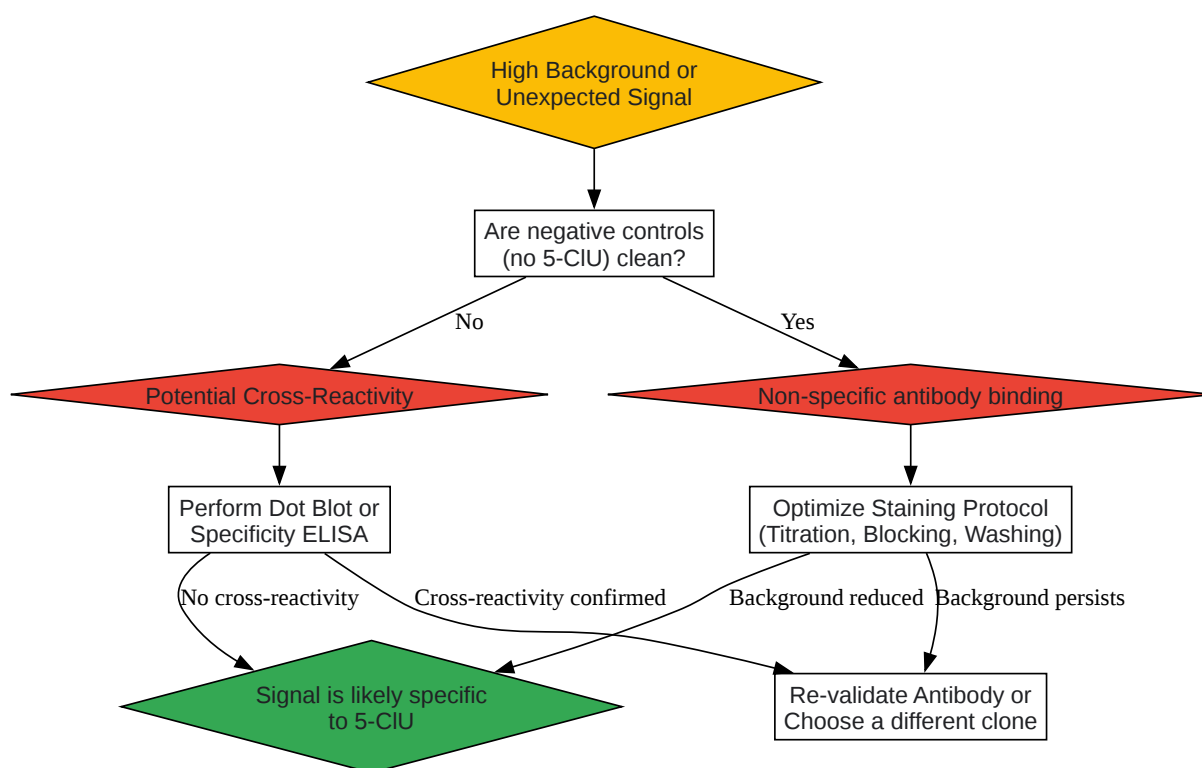 High Background or
Unexpected Signal
Are negative controls
(no 5-ClU) clean?
No
Yes
Potential Cross-Reactivity
Non-specific antibody binding
Perform Dot Blot or
Specificity ELISA
Optimize Staining Protocol
(Titration, Blocking, Washing)
No cross-reactivity
Cross-reactivity confirmed
Background reduced
Background persists
Signal is likely specific
to 5-ClU
Re-validate Antibody or
Choose a different clone